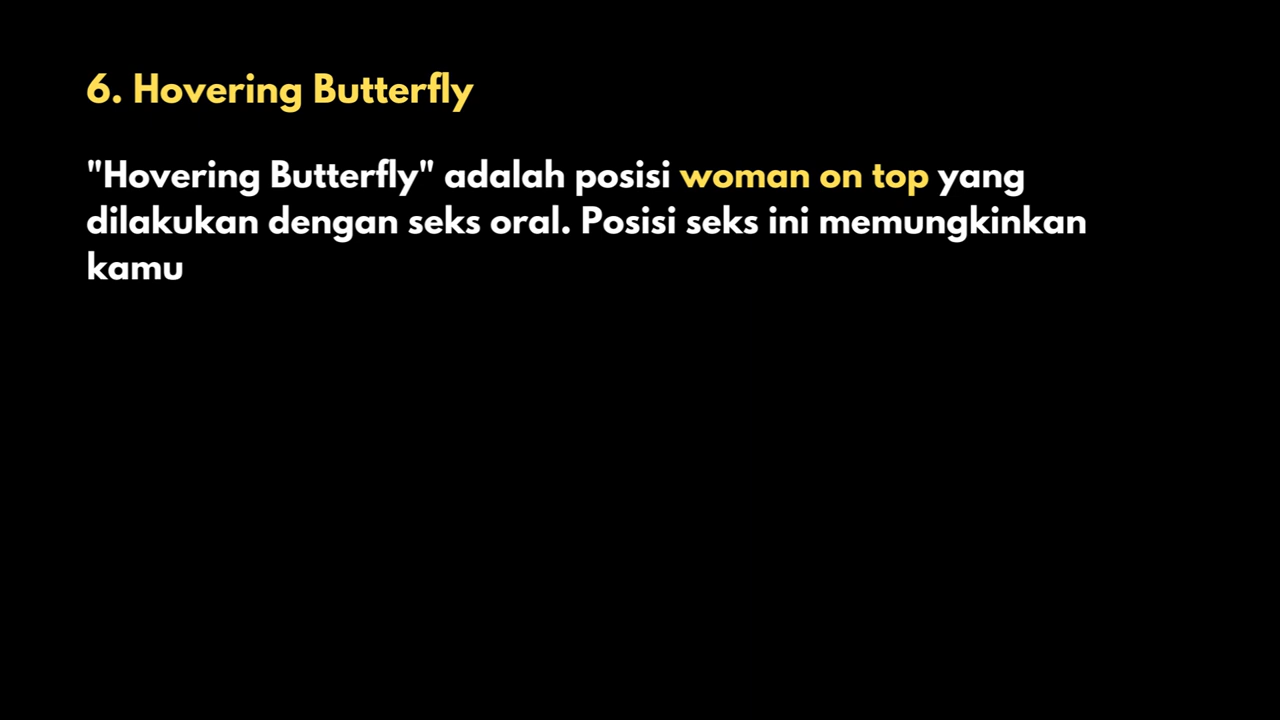 6. Hovering Butterfly
"Hovering Butterfly" adalah posisi woman on top yang
dilakukan dengan seks oral. Posisi seks ini memungkinkan
kamu